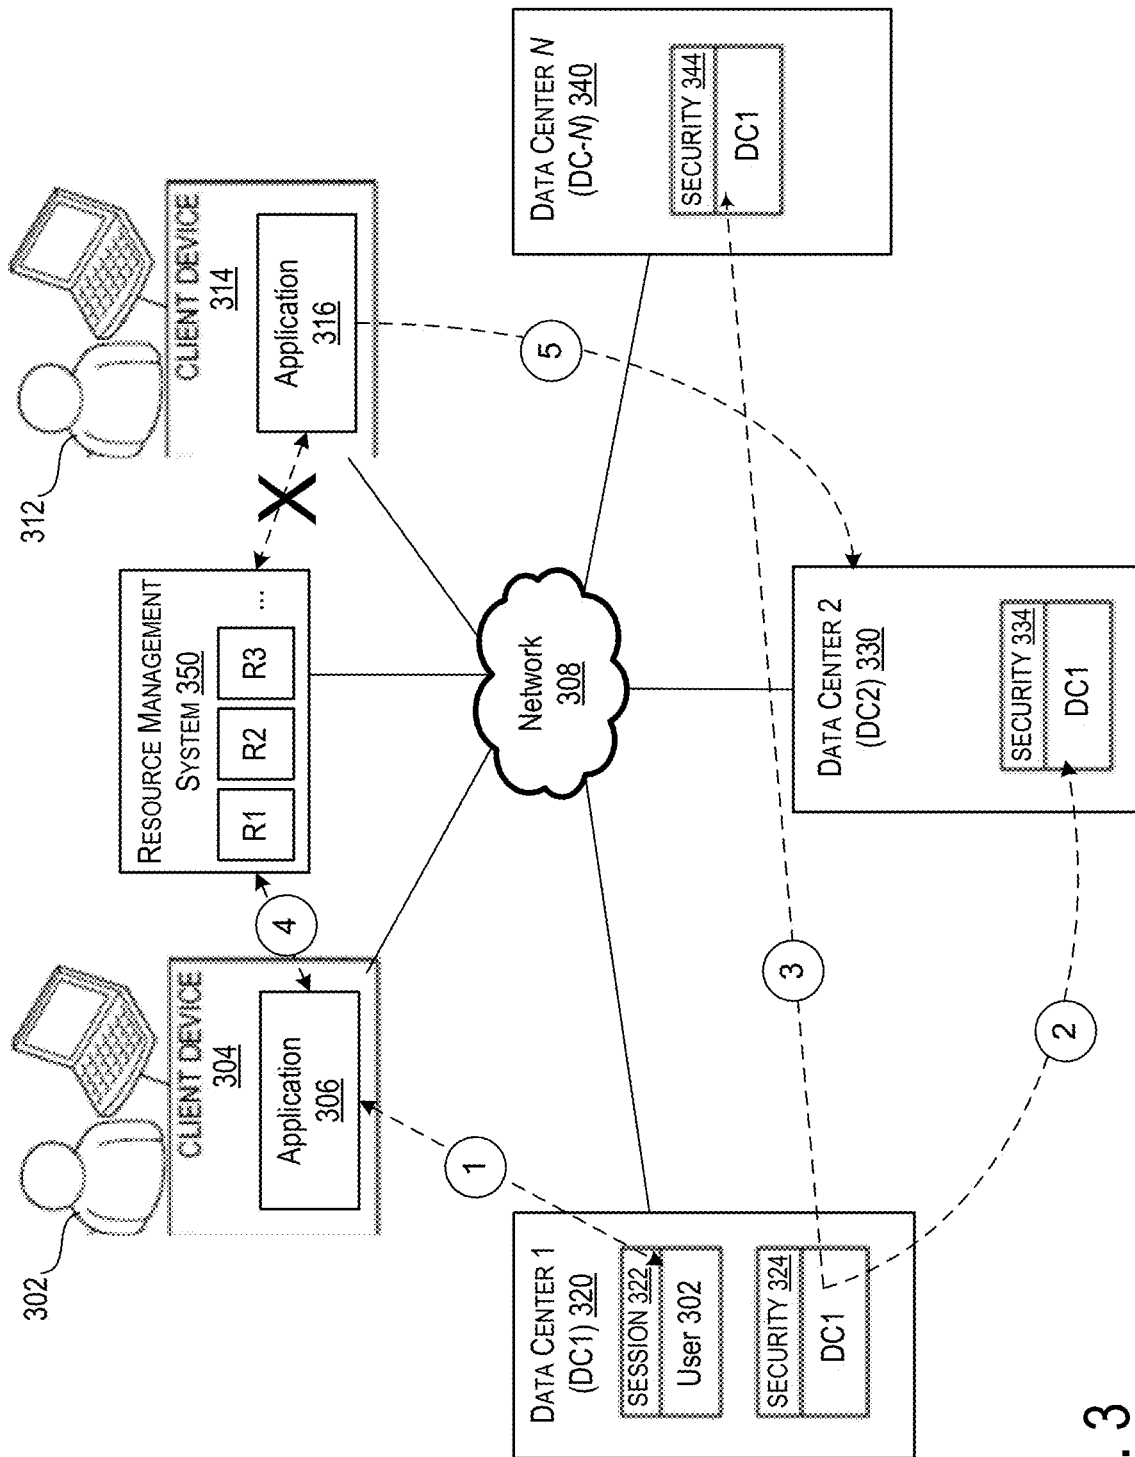 302
CLIENT DEVICE
304
Application
306
4
RESOURCE MANAGEMENT
SYSTEM 350
R1
R2
R3
...
X
312
CLIENT DEVICE
314
Application
316
1
Network
308
5
DATA CENTER 1
(DC1) 320
SESSION 322
User 302
SECURITY 324
DC1
3
2
DATA CENTER 2
(DC2) 330
SECURITY 334
DC1
DATA CENTER N
(DC-N) 340
SECURITY 344
DC1
. 3